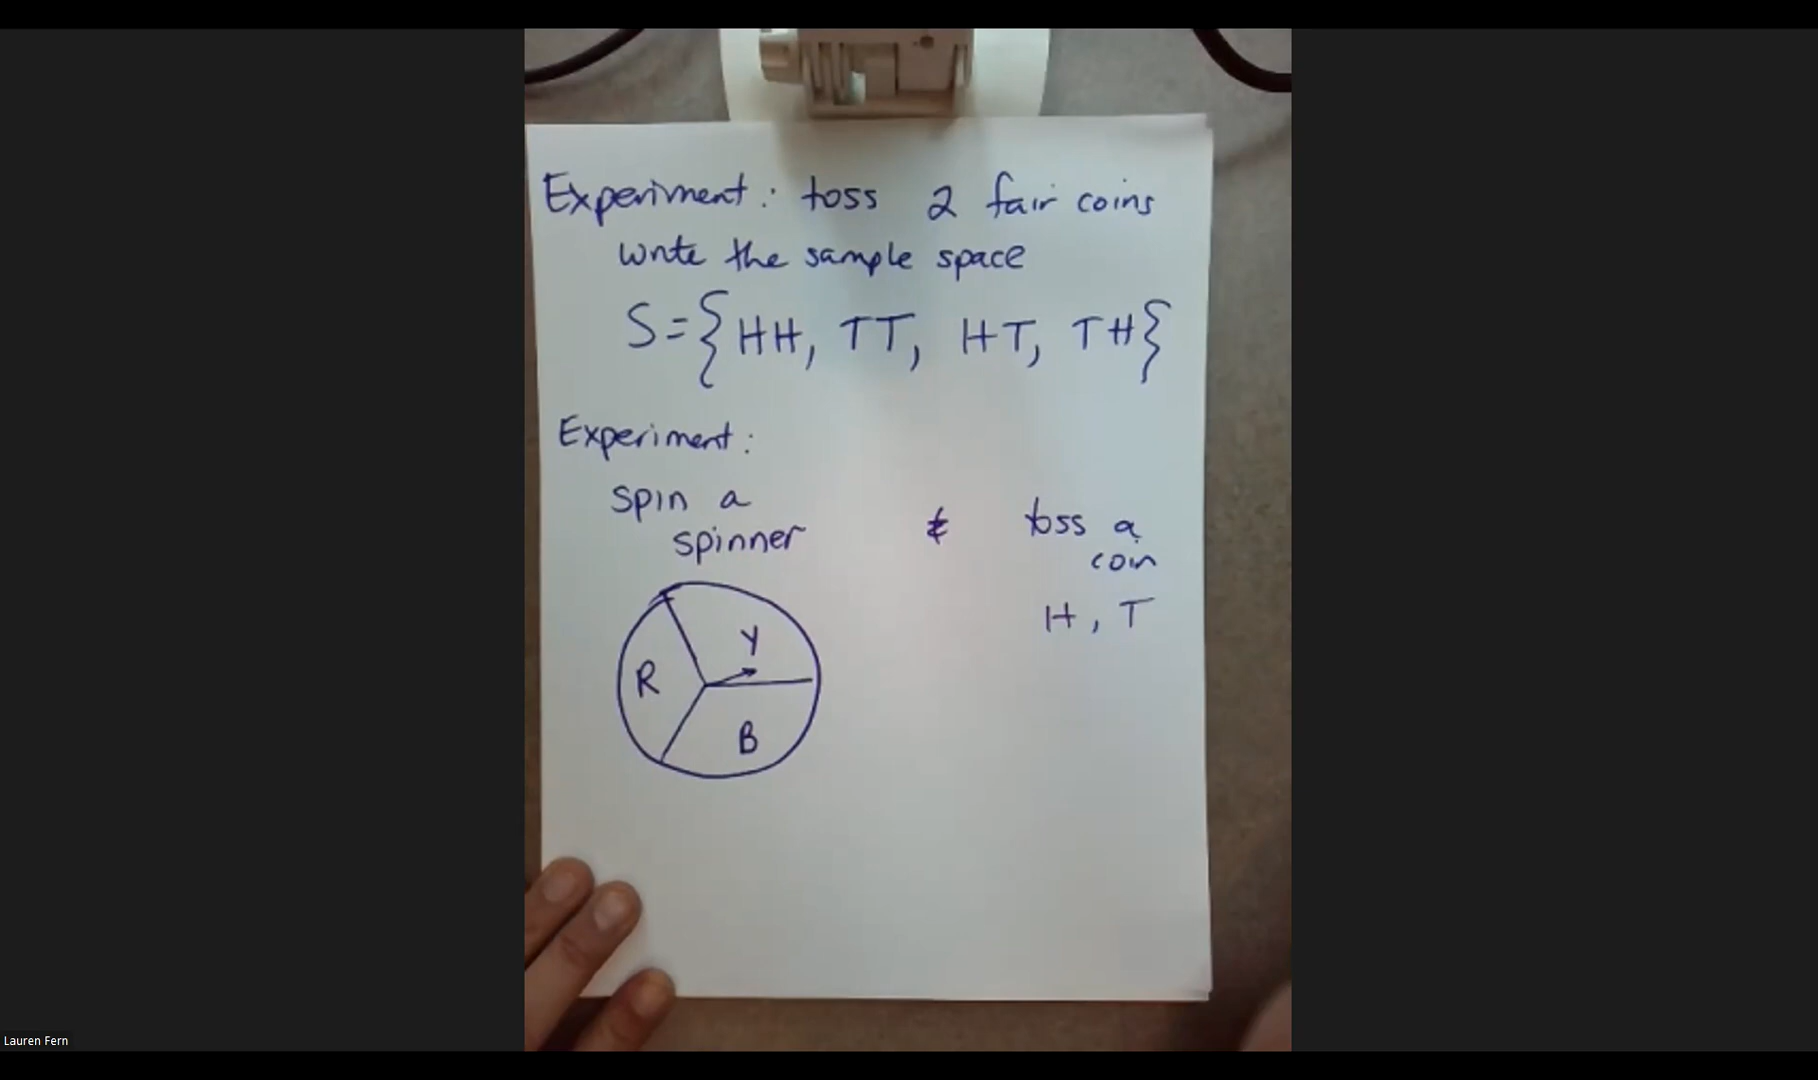 Experiment: toss 2 fair coins
write the sample space
S={HH, TT, HT, TH}
Experiment:
spin a
spinner
& toss a
coin
H, T
Y
R
B
Lauren Fern